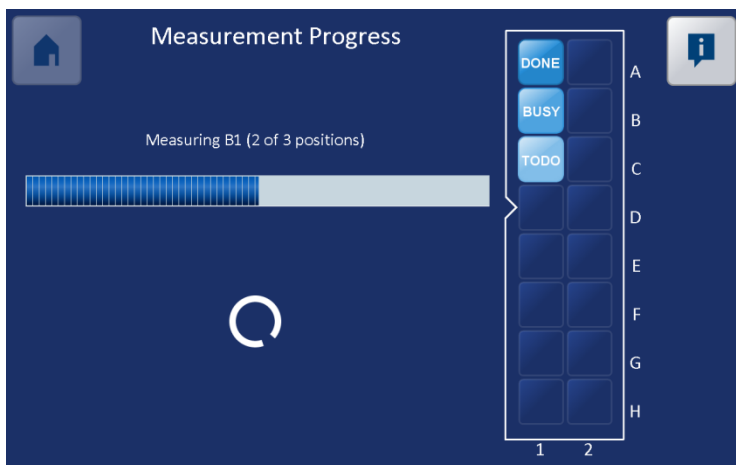 Measurement Progress
Measuring B1 (2 of 3 positions)
DONE
A
BUSY
B
TODO
C
D
E
F
G
H
1 2
i